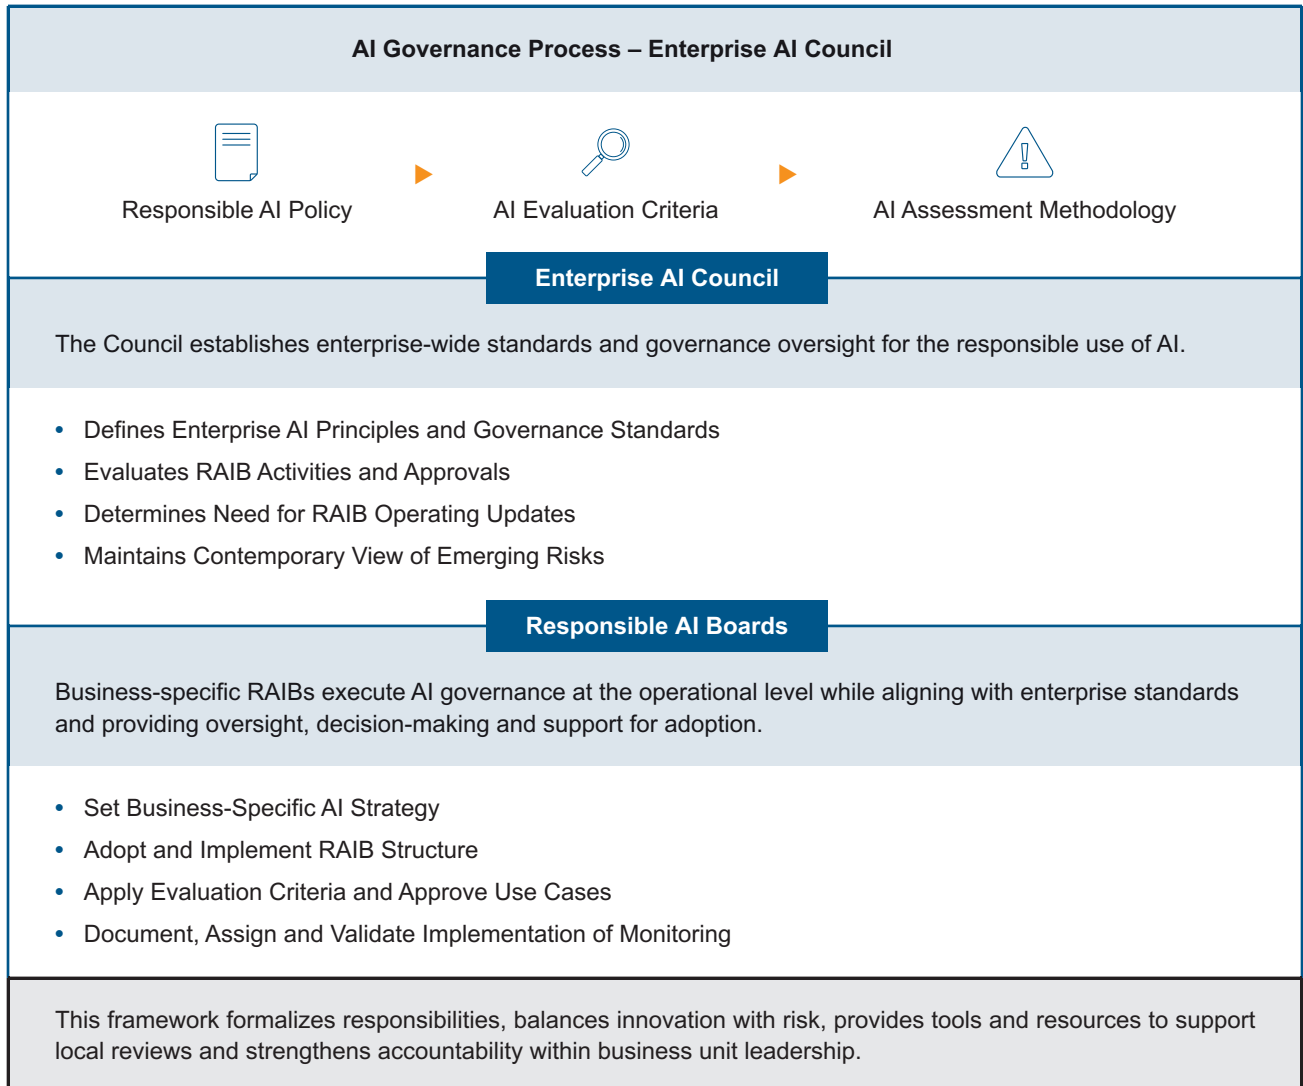 AI Governance Process – Enterprise AI Council
Responsible AI Policy
AI Evaluation Criteria
AI Assessment Methodology
Enterprise AI Council
The Council establishes enterprise-wide standards and governance oversight for the responsible use of AI.
• Defines Enterprise AI Principles and Governance Standards
• Evaluates RAIB Activities and Approvals
• Determines Need for RAIB Operating Updates
• Maintains Contemporary View of Emerging Risks
Responsible AI Boards
Business-specific RAIBs execute AI governance at the operational level while aligning with enterprise standards
and providing oversight, decision-making and support for adoption.
• Set Business-Specific AI Strategy
• Adopt and Implement RAIB Structure
• Apply Evaluation Criteria and Approve Use Cases
• Document, Assign and Validate Implementation of Monitoring
This framework formalizes responsibilities, balances innovation with risk, provides tools and resources to support
local reviews and strengthens accountability within business unit leadership.